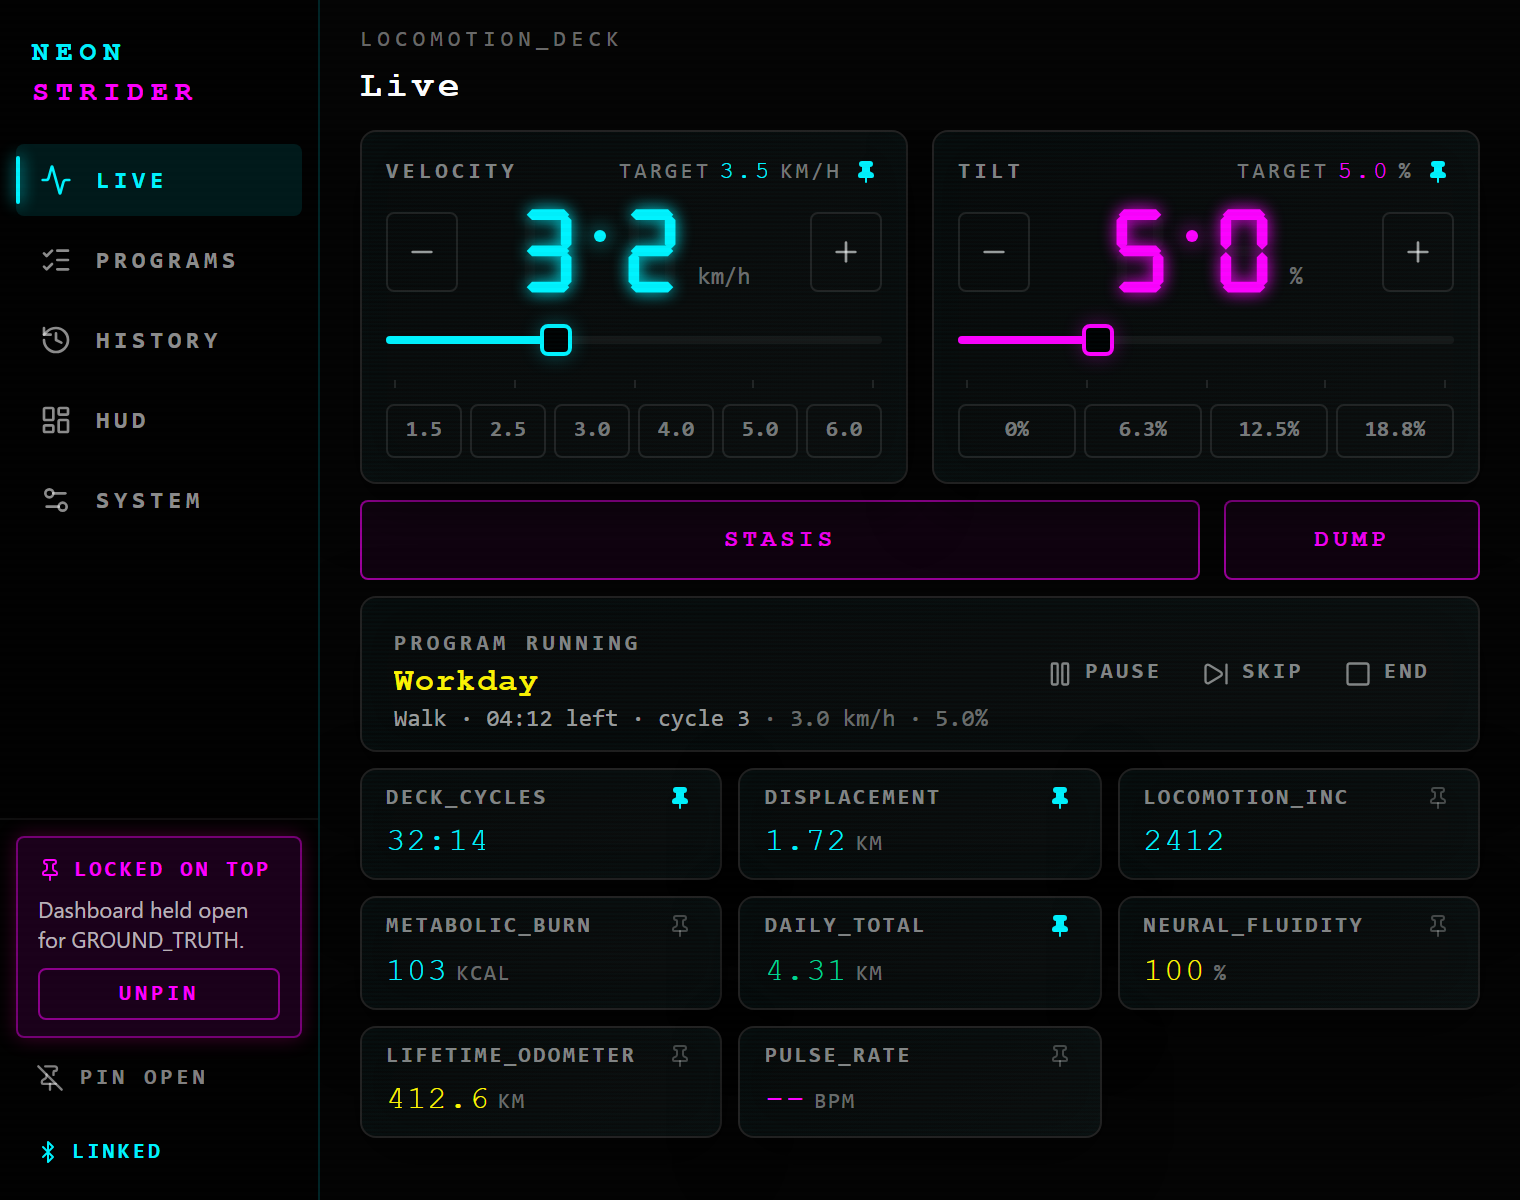 NEON
STRIDER
LIVE
PROGRAMS
HISTORY
HUD
SYSTEM
LOCKED ON TOP
Dashboard held open
for GROUND_TRUTH.
UNPIN
PIN OPEN
LINKED
LOCOMOTION_DECK
Live
VELOCITY TARGET 3.5 KM/H
− 3.2 km/h +
1.5 2.5 3.0 4.0 5.0 6.0
TILT TARGET 5.0 %
− 5.0 % +
0% 6.3% 12.5% 18.8%
STASIS DUMP
PROGRAM RUNNING
Workday
Walk · 04:12 left · cycle 3 · 3.0 km/h · 5.0%
PAUSE SKIP END
DECK_CYCLES
32:14
DISPLACEMENT
1.72 KM
LOCOMOTION_INC
2412
METABOLIC_BURN
103 KCAL
DAILY_TOTAL
4.31 KM
NEURAL_FLUIDITY
100 %
LIFETIME_ODOMETER
412.6 KM
PULSE_RATE
-- BPM